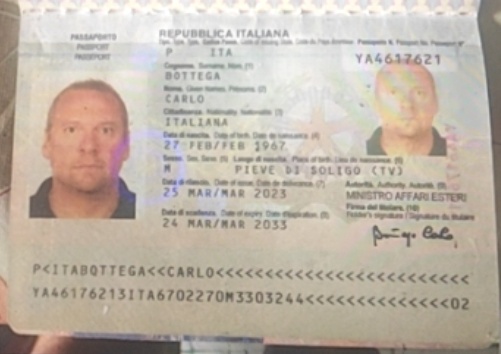 PASSAPORTO
PASSPORT
PASSEPORT
REPUBBLICA ITALIANA
P ITA YA4617621
Cognome. Surname. Nom. (1)
BOTTEGA
Nome. Given Names. Prénoms. (2)
CARLO
Cittadinanza. Nationality. Nationalité. (3)
ITALIANA
Data di nascita. Date of birth. Date de naissance. (4)
27 FEB/FEB 1967
Sesso. Sex. Sexe. (5) Luogo di nascita. Place of birth. Lieu de naissance. (6)
M PIEVE DI SOLIGO (TV)
Data di rilascio. Date of issue. Date de délivrance. (7) Autorità. Authority. Autorité. (9)
25 MAR/MAR 2023 MINISTRO AFFARI ESTERI
Data di scadenza. Date of expiry. Date d'expiration. (8) Firma del titolare. (10)
24 MAR/MAR 2033 Holder's signature / Signature du titulaire
P<ITABOTTEGA<<CARLO<<<<<<<<<<<<<<<<<<<<<<<<<
YA46176213ITA6702270M3303244<<<<<<<<<<<<<<02